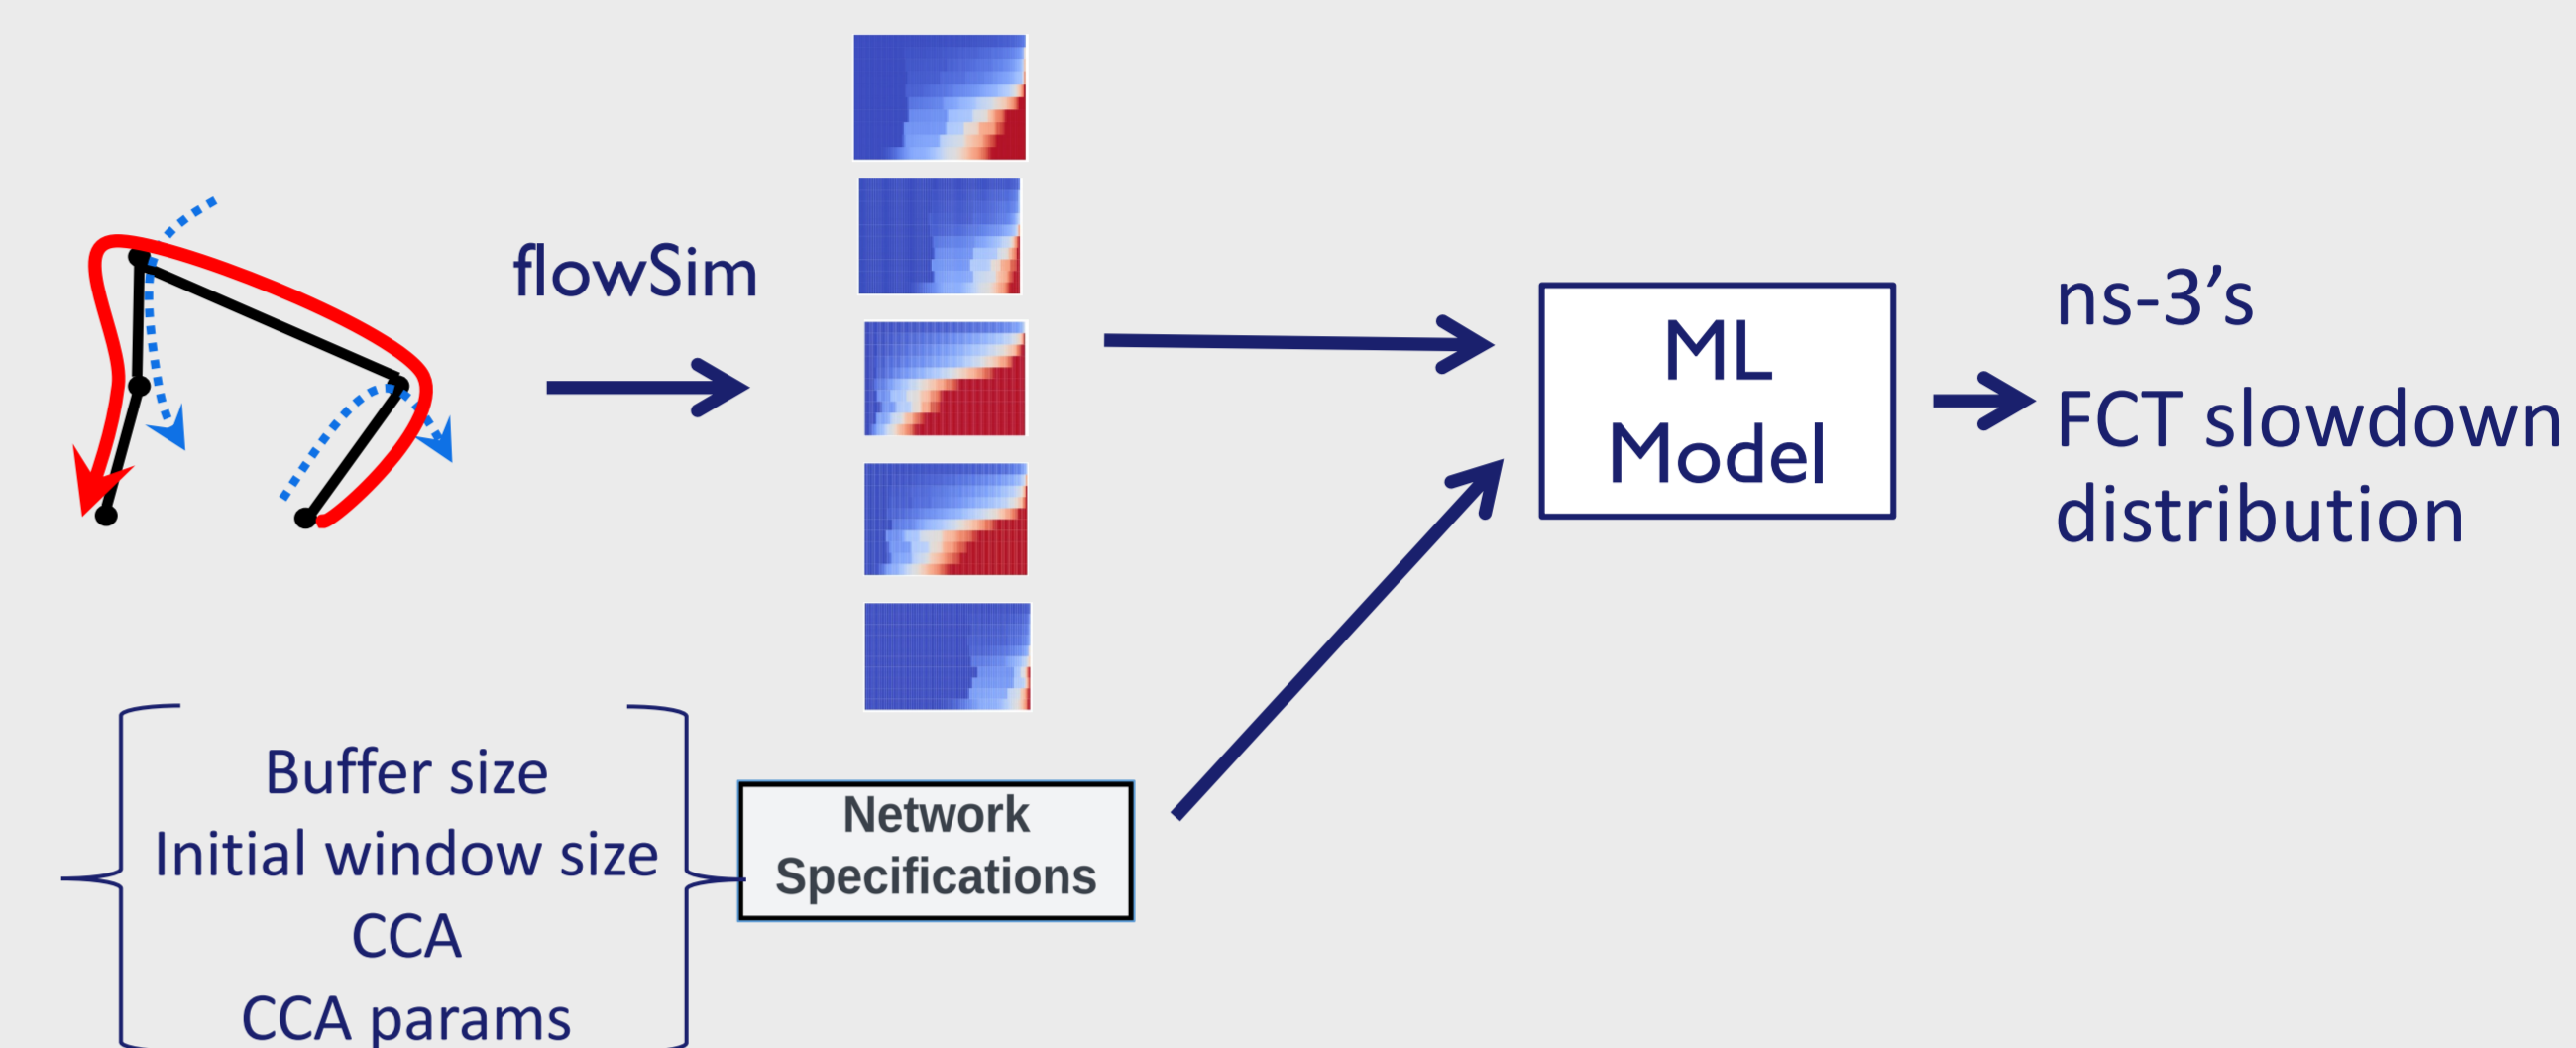 flowSim
ML
Model
ns-3’s
FCT slowdown
distribution
Buffer size
Initial window size
CCA
CCA params
Network
Specifications